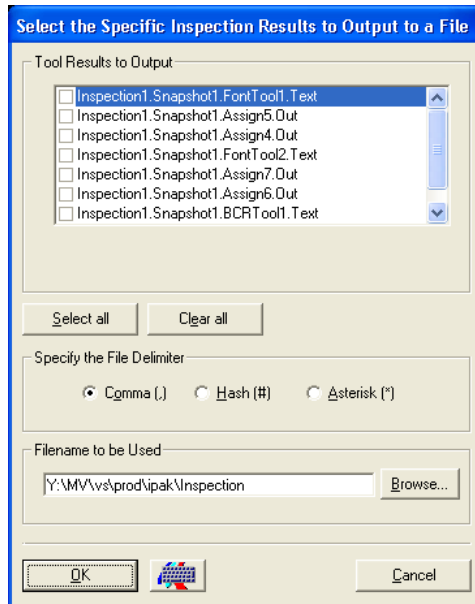 Select the Specific Inspection Results to Output to a File
Tool Results to Output
Inspection1.Snapshot1.FontTool1.Text
Inspection1.Snapshot1.Assign5.Out
Inspection1.Snapshot1.Assign4.Out
Inspection1.Snapshot1.FontTool2.Text
Inspection1.Snapshot1.Assign7.Out
Inspection1.Snapshot1.Assign6.Out
Inspection1.Snapshot1.BCRTool1.Text
Select all Clear all
Specify the File Delimiter
Comma (,) Hash (#) Asterisk (*)
Filename to be Used
Y:\MV\vs\prod\ipak\Inspection Browse...
OK Cancel